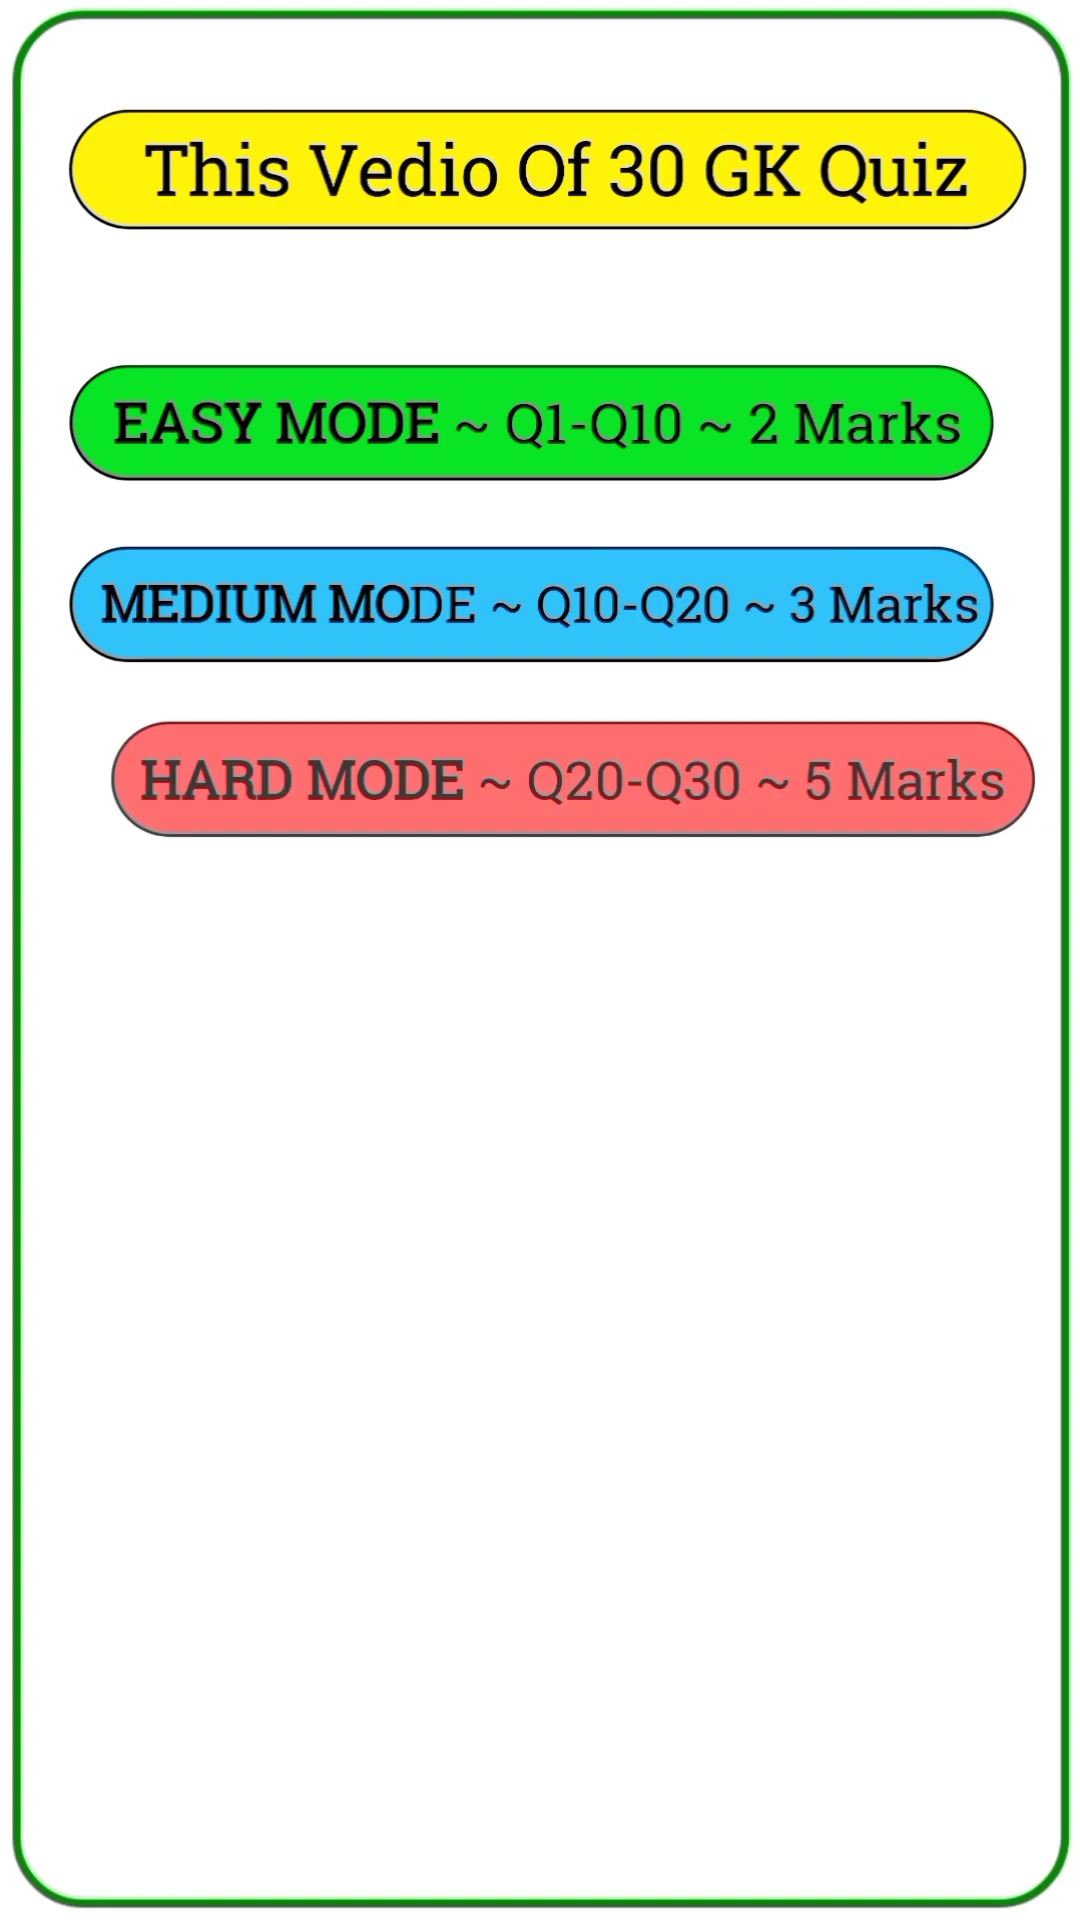 This Vedio Of 30 GK Quiz
EASY MODE ~ Q1-Q10 ~ 2 Marks
MEDIUM MODE ~ Q10-Q20 ~ 3 Marks
HARD MODE ~ Q20-Q30 ~ 5 Marks